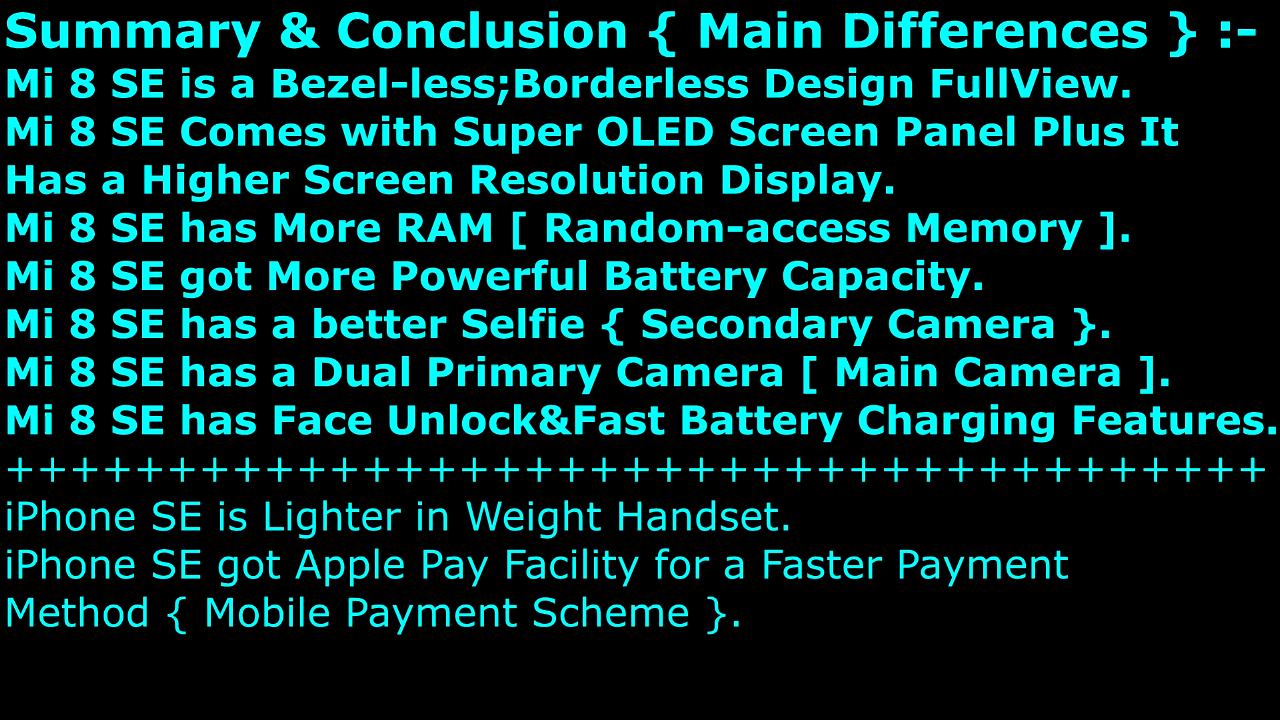 Summary & Conclusion { Main Differences } :-
Mi 8 SE is a Bezel-less;Borderless Design FullView.
Mi 8 SE Comes with Super OLED Screen Panel Plus It
Has a Higher Screen Resolution Display.
Mi 8 SE has More RAM [ Random-access Memory ].
Mi 8 SE got More Powerful Battery Capacity.
Mi 8 SE has a better Selfie { Secondary Camera }.
Mi 8 SE has a Dual Primary Camera [ Main Camera ].
Mi 8 SE has Face Unlock&Fast Battery Charging Features.
+++++++++++++++++++++++++++++++++++++++
iPhone SE is Lighter in Weight Handset.
iPhone SE got Apple Pay Facility for a Faster Payment
Method { Mobile Payment Scheme }.